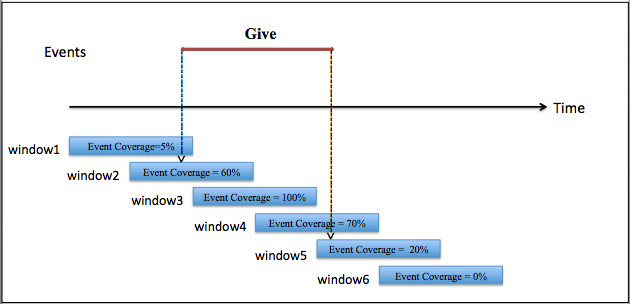 Give
Events
Time
window1 Event Coverage=5%
window2 Event Coverage = 60%
window3 Event Coverage = 100%
window4 Event Coverage = 70%
window5 Event Coverage = 20%
window6 Event Coverage = 0%